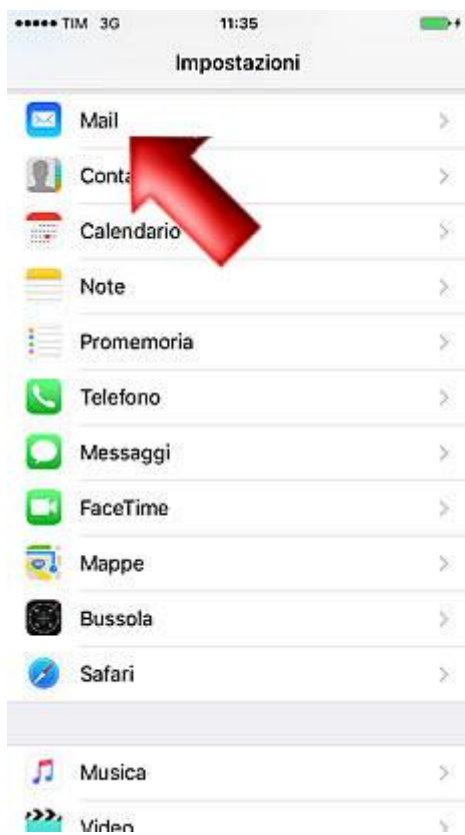 TIM 3G 11:35
Impostazioni
Mail
Conta
Calendario
Note
Promemoria
Telefono
Messaggi
FaceTime
Mappe
Bussola
Safari
Musica
Video